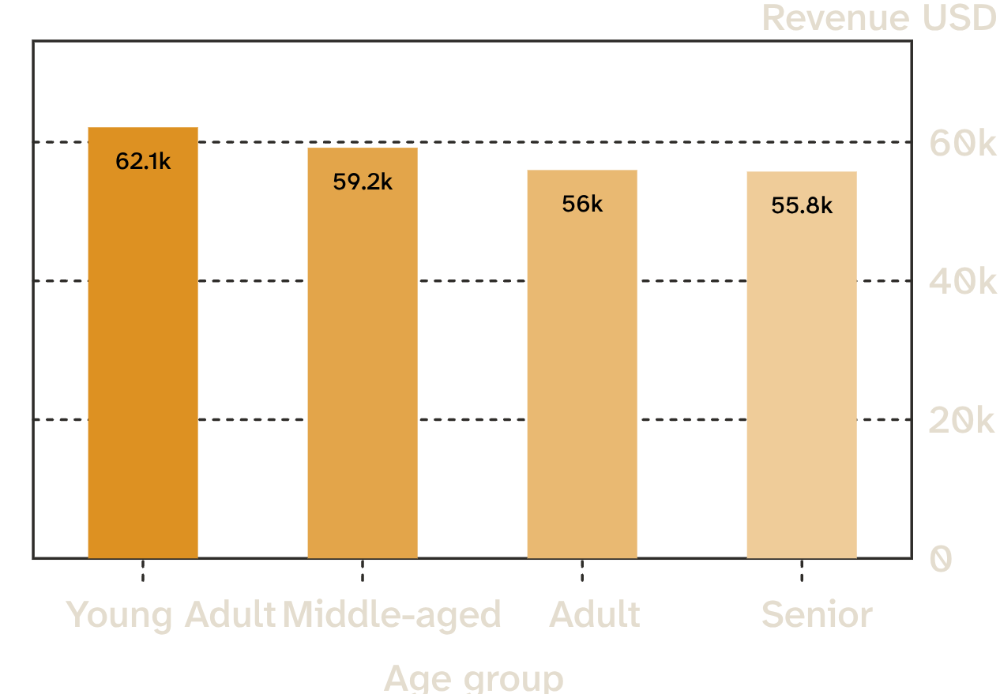 Revenue USD
60k
40k
20k
0
62.1k
59.2k
56k
55.8k
Young Adult
Middle-aged
Adult
Senior
Age group